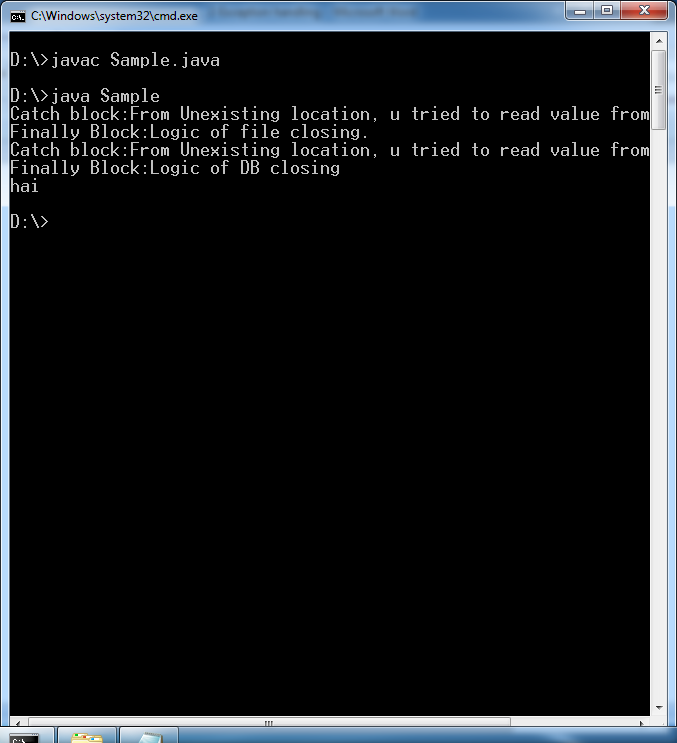 C:\Windows\system32\cmd.exe
D:\>javac Sample.java
D:\>java Sample
Catch block:From Unexisting location, u tried to read value from
Finally Block:Logic of file closing.
Catch block:From Unexisting location, u tried to read value from
Finally Block:Logic of DB closing
hai
D:\>